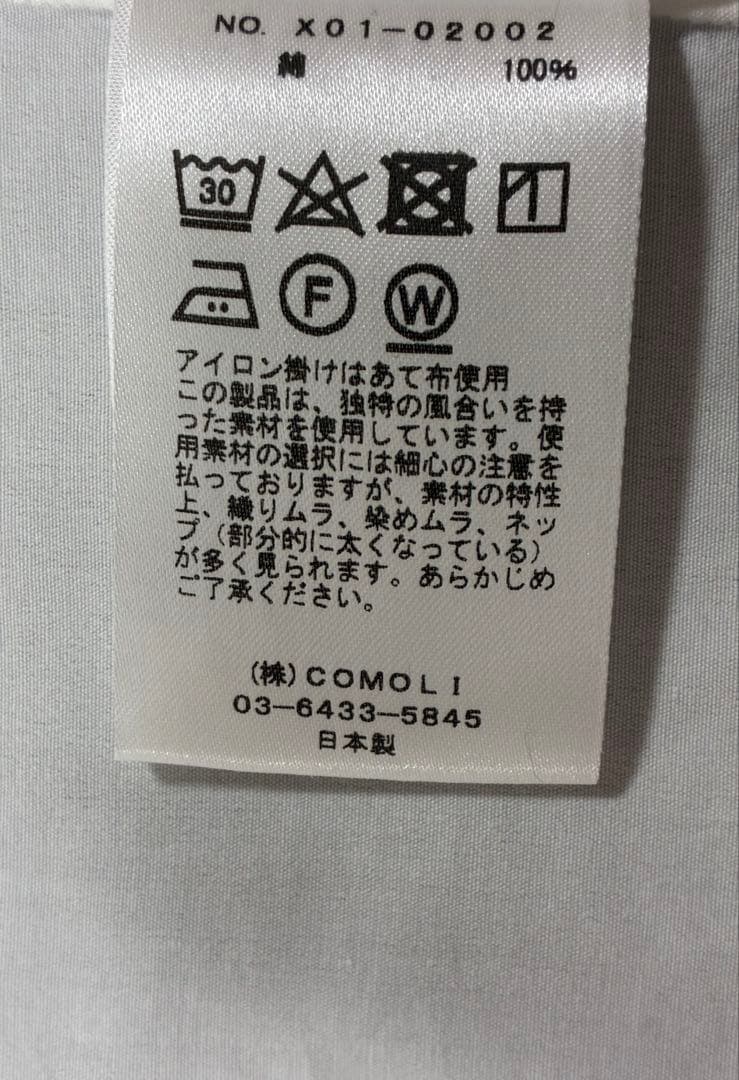 NO. X01-02002
綿 100%
30
F W
アイロン掛けはあて布使用
この製品は、独特の風合いを持
った素材を使用しています。使
用素材の選択には細心の注意を
払っておりますが、素材の特性
上、織りムラ、染めムラ、ネッ
プ（部分的に太くなっている）
が多く見られます。あらかじめ
ご了承ください。
(株)COMOLI
03-6433-5845
日本製